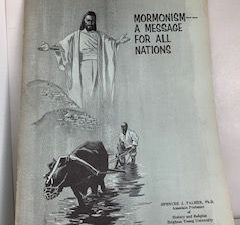 MORMONISM—
A MESSAGE
FOR ALL
NATIONS
SPENCER J. PALMER, Ph.D.
Associate Professor
of
History and Religion
Brigham Young University